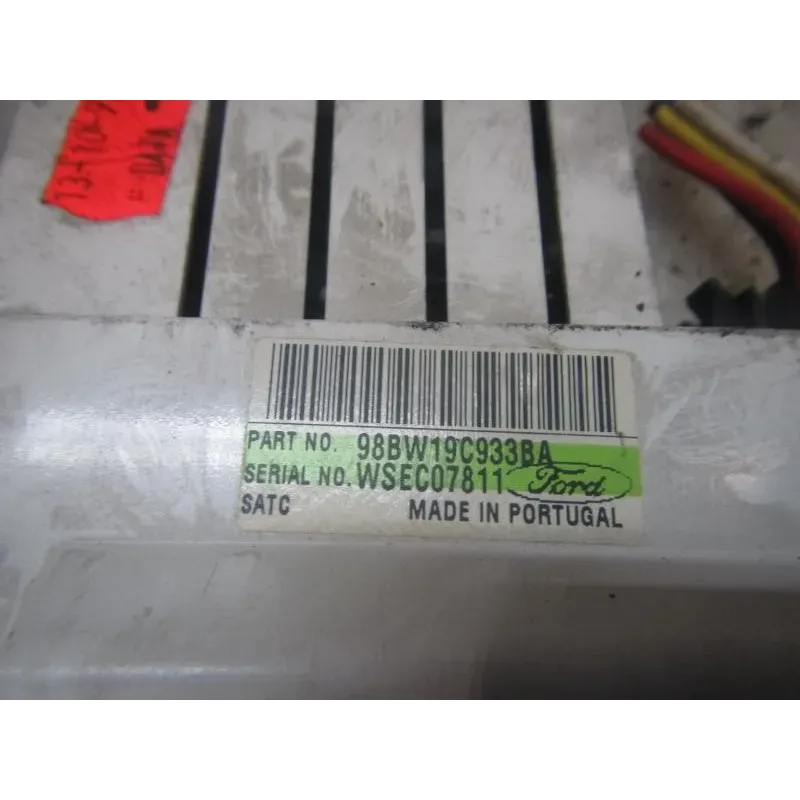 PART NO. 98BW19C933BA
SERIAL NO. WSEC07811 Ford
SATC MADE IN PORTUGAL